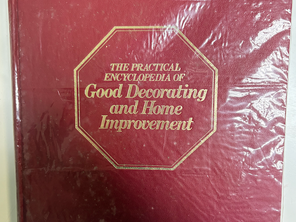 THE PRACTICAL
ENCYCLOPEDIA OF
Good Decorating
and Home
Improvement